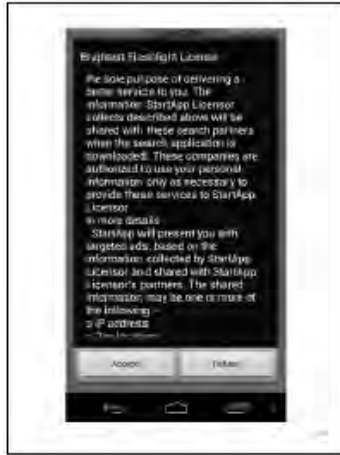 Brightest Flashlight License
the sole purpose of delivering a
better service to you. The
information StartApp Licensor
collects described above will be
shared with these search partners
when the search application is
downloaded. These companies are
authorized to use your personal
information only as necessary to
provide these services to StartApp
Licensor
In more details
StartApp will present you with
targeted ads, based on the
information collected by StartApp
Licensor and shared with StartApp
Licensor's partners. The shared
information, may be one or more of
the following
IP address
Accept
Refuse